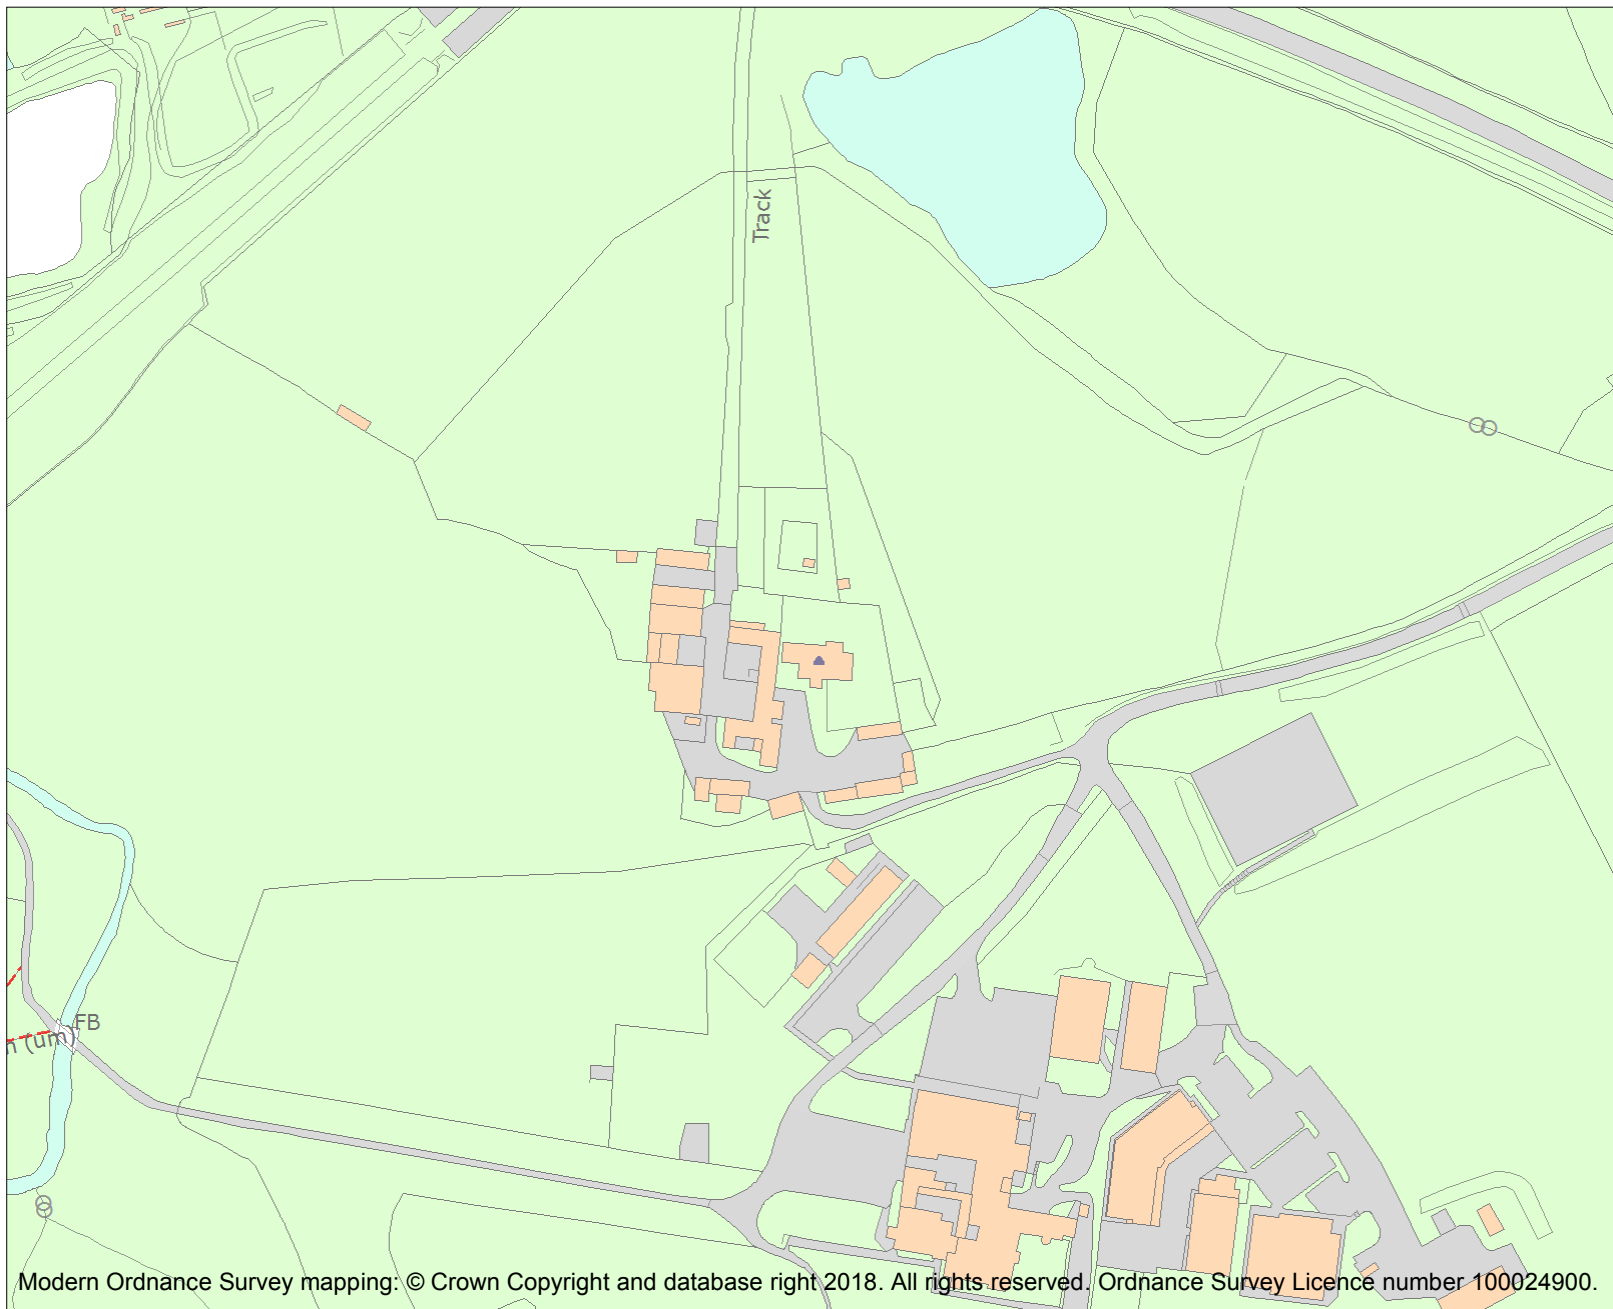 Track
FB
n (um)
Modern Ordnance Survey mapping: © Crown Copyright and database right 2018. All rights reserved. Ordnance Survey Licence number 100024900.